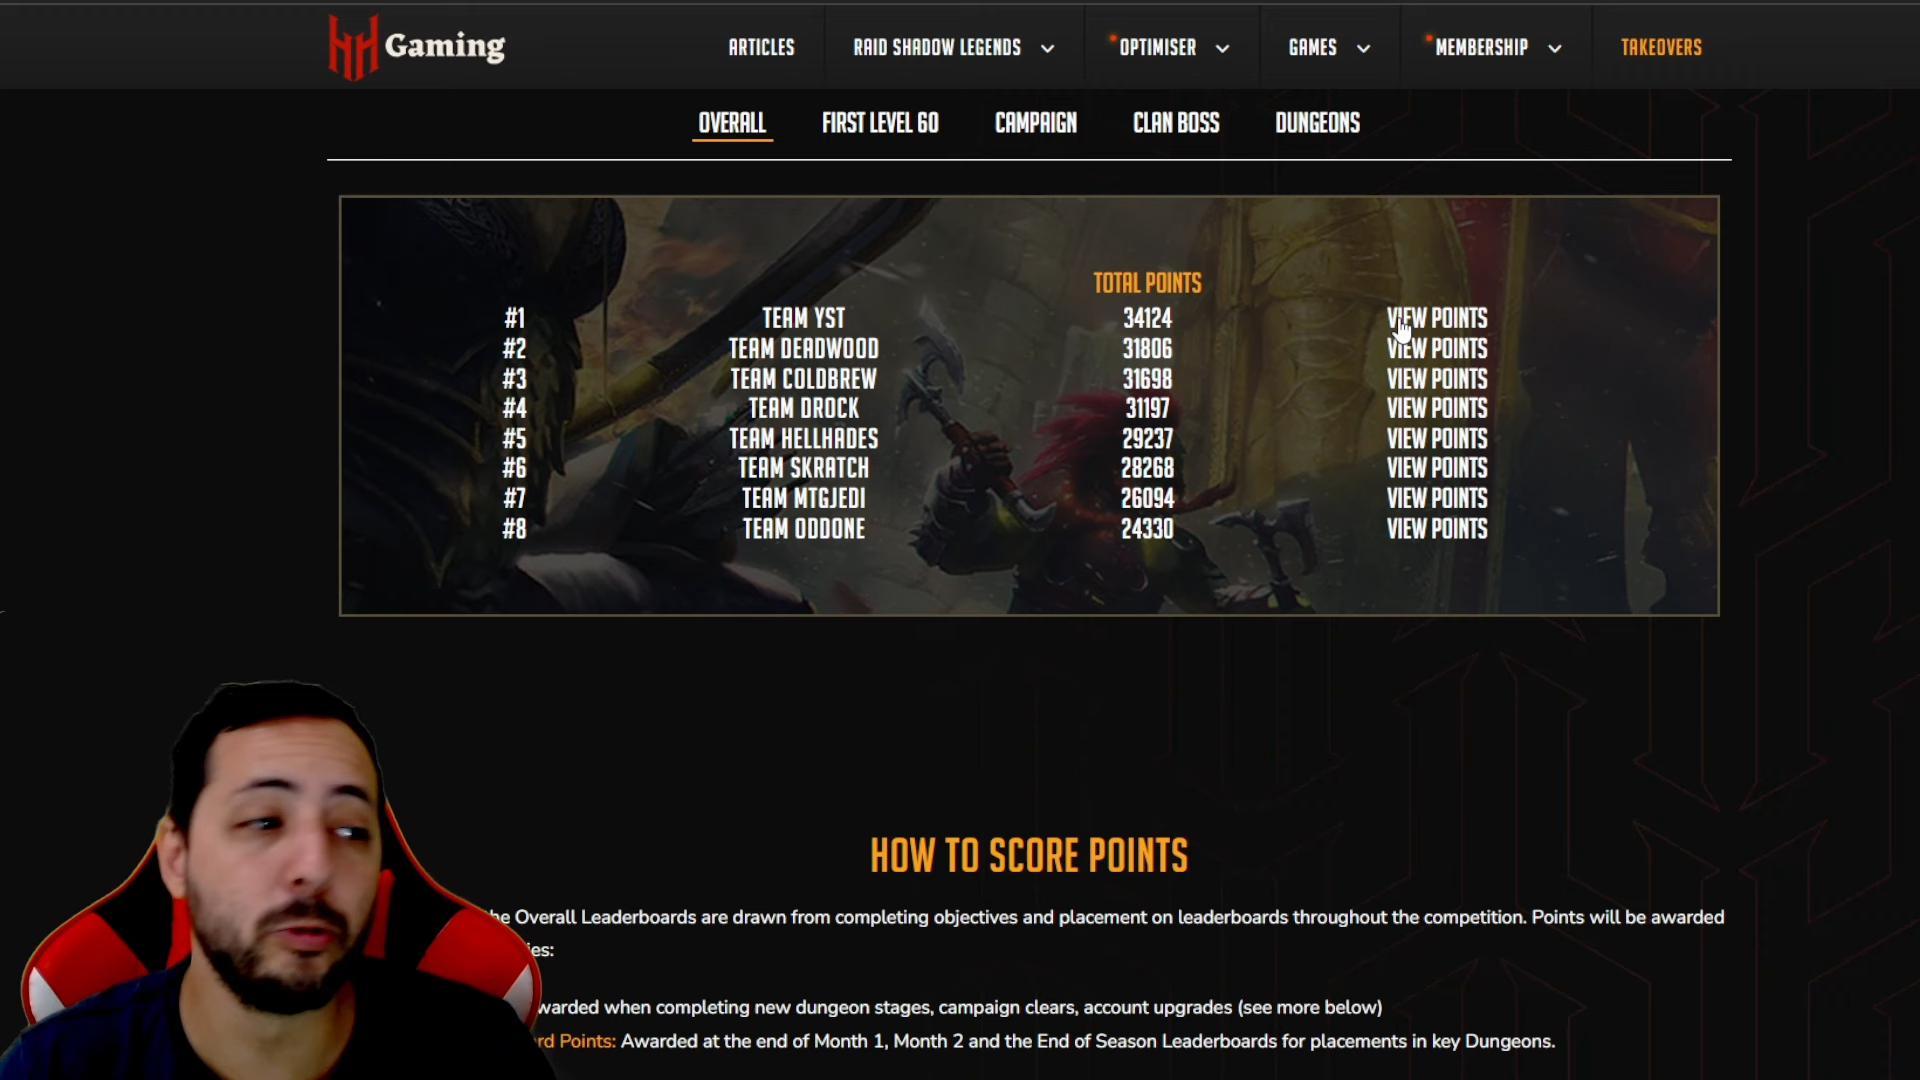 Gaming
ARTICLES RAID SHADOW LEGENDS OPTIMISER GAMES MEMBERSHIP TAKEOVERS
OVERALL FIRST LEVEL 60 CAMPAIGN CLAN BOSS DUNGEONS
TOTAL POINTS
#1 TEAM YST 34124 VIEW POINTS
#2 TEAM DEADWOOD 31806 VIEW POINTS
#3 TEAM COLDBREW 31698 VIEW POINTS
#4 TEAM DROCK 31197 VIEW POINTS
#5 TEAM HELLHADES 29237 VIEW POINTS
#6 TEAM SKRATCH 28268 VIEW POINTS
#7 TEAM MTGJEDI 26094 VIEW POINTS
#8 TEAM ODDONE 24330 VIEW POINTS
HOW TO SCORE POINTS
he Overall Leaderboards are drawn from completing objectives and placement on leaderboards throughout the competition. Points will be awarded
ies:
warded when completing new dungeon stages, campaign clears, account upgrades (see more below)
rd Points: Awarded at the end of Month 1, Month 2 and the End of Season Leaderboards for placements in key Dungeons.